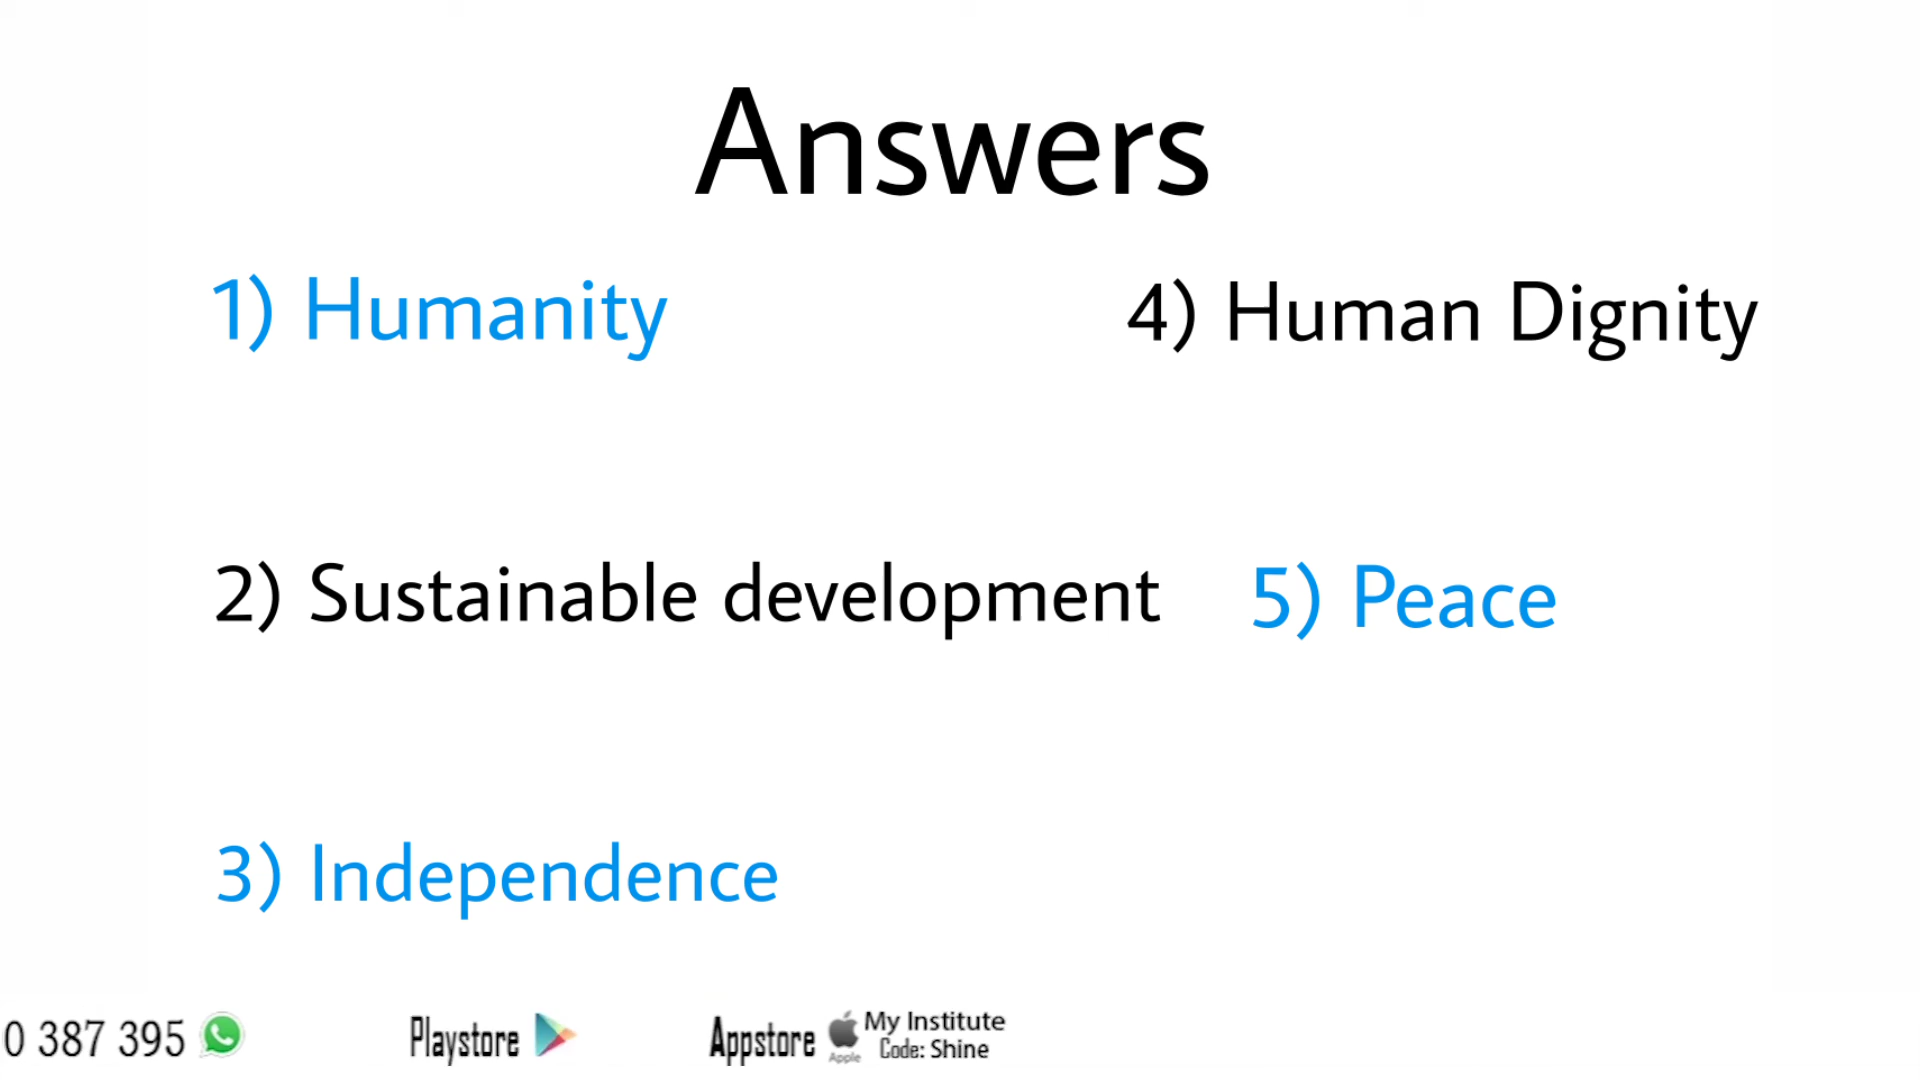 Answers
1) Humanity
4) Human Dignity
2) Sustainable development
5) Peace
3) Independence
0 387 395
Playstore
Appstore
Apple
My Institute
Code: Shine